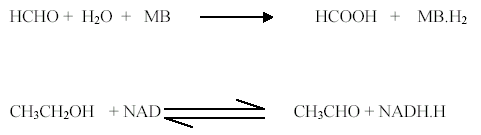 HCHO + H₂O + MB ⟶ HCOOH + MB.H₂
CH₃CH₂OH + NAD ⇌ CH₃CHO + NADH.H